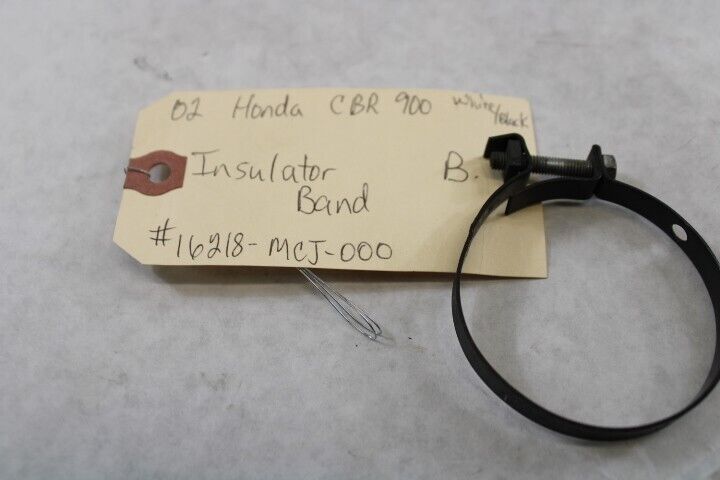 02 Honda CBR 900 White/Black
Insulator B.
Band
#16218-MCJ-000